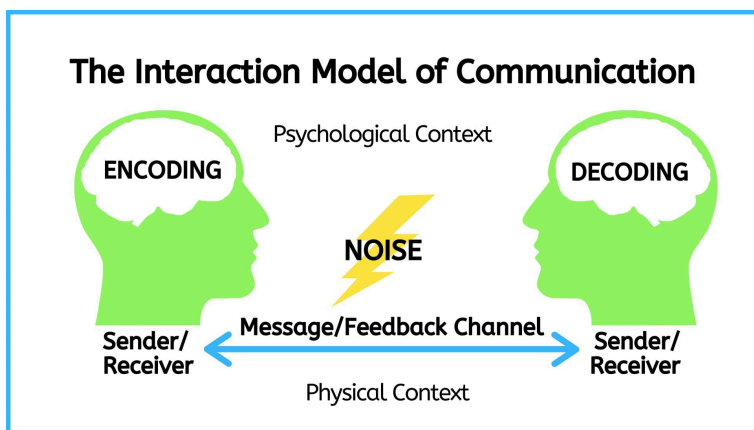 The Interaction Model of Communication
Psychological Context
ENCODING
DECODING
NOISE
Message/Feedback Channel
Sender/
Receiver
Sender/
Receiver
Physical Context